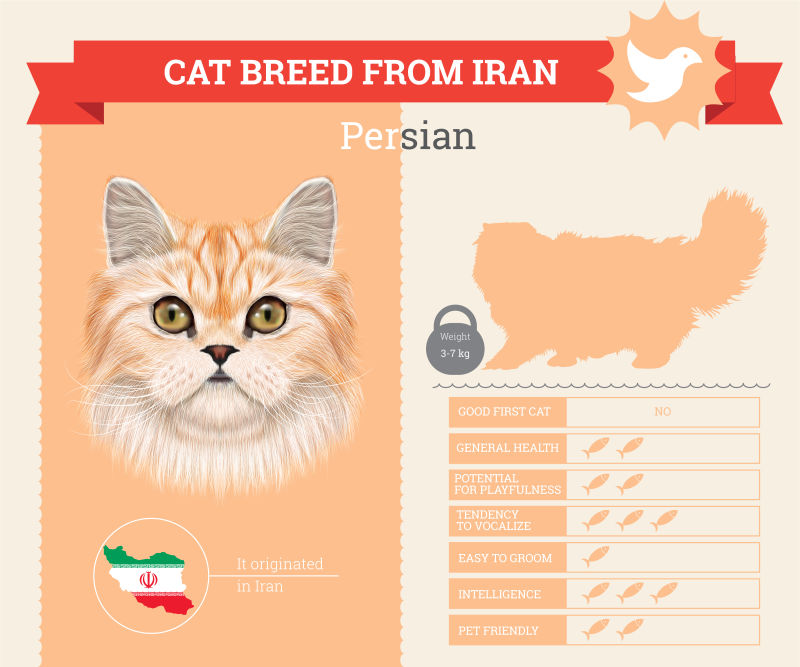 CAT BREED FROM IRAN
Persian
Weight
3-7 kg
GOOD FIRST CAT NO
GENERAL HEALTH
POTENTIAL
FOR PLAYFULNESS
TENDENCY
TO VOCALIZE
EASY TO GROOM
INTELLIGENCE
PET FRIENDLY
It originated
in Iran